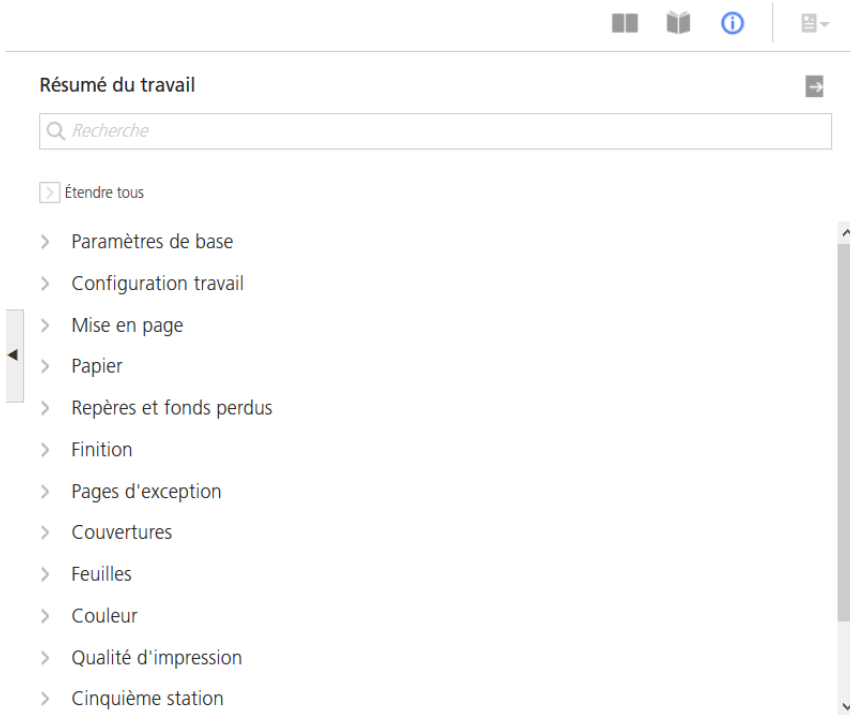 Résumé du travail
Recherche
Étendre tous
Paramètres de base
Configuration travail
Mise en page
Papier
Repères et fonds perdus
Finition
Pages d'exception
Couvertures
Feuilles
Couleur
Qualité d'impression
Cinquième station